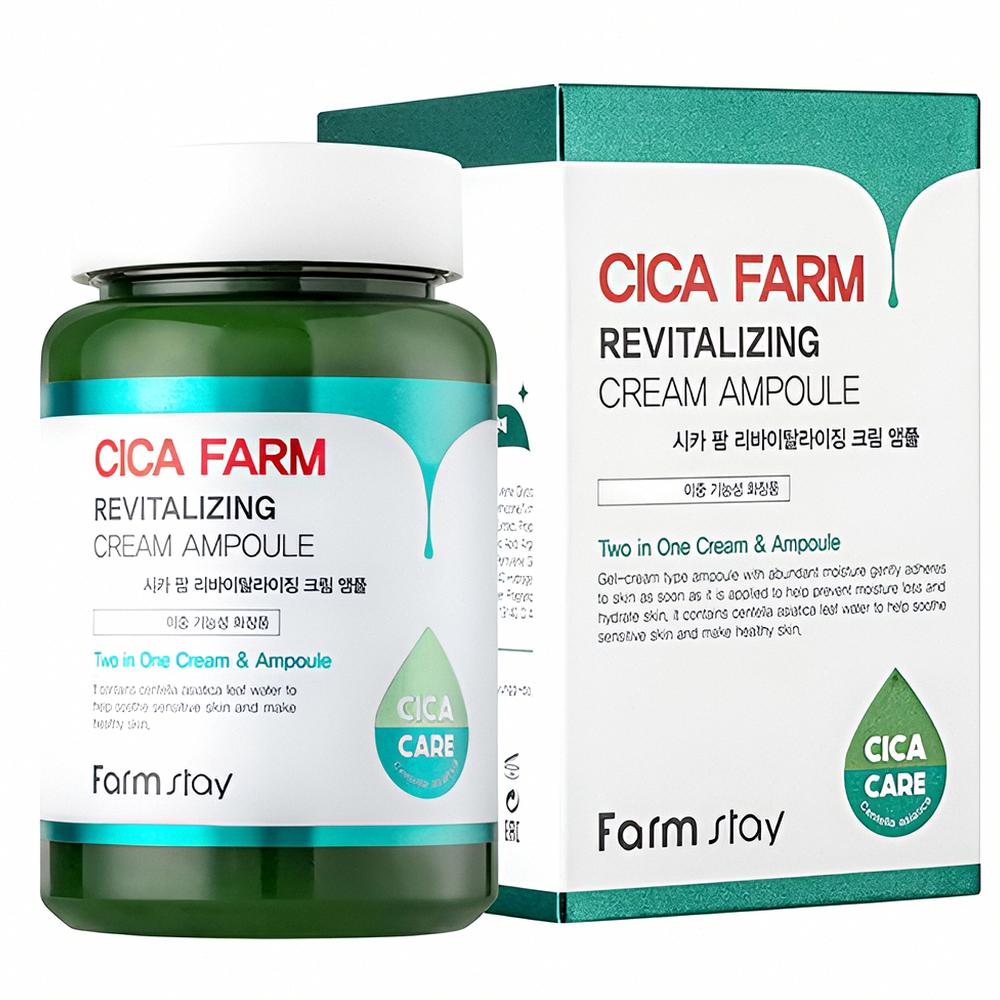 CICA FARM
REVITALIZING
CREAM AMPOULE
시카 팜 리바이탈라이징 크림 앰플
이중 기능성 화장품
Two in One Cream & Ampoule
It contains centella asiatica leaf water to
help soothe sensitive skin and make
healthy skin.
Farm stay
CICA
CARE
Centella asiatica
CICA FARM
REVITALIZING
CREAM AMPOULE
시카 팜 리바이탈라이징 크림 앰플
이중 기능성 화장품
Two in One Cream & Ampoule
Gel-cream type ampoule with abundant moisture gently adheres
to skin as soon as it is applied to help prevent moisture loss and
hydrate skin. It contains centella asiatica leaf water to help soothe
sensitive skin and make healthy skin.
Farm stay
CICA
CARE
Centella asiatica
EAC